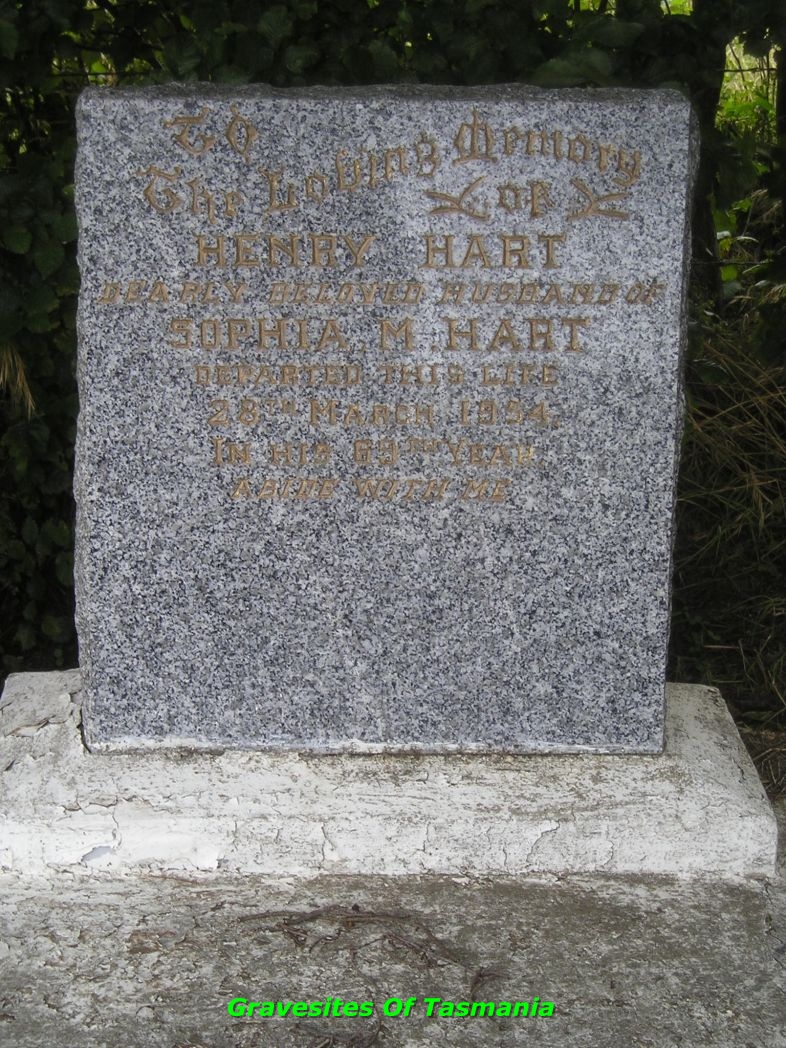 To
The Loving Memory
of
HENRY HART
DEARLY BELOVED HUSBAND OF
SOPHIA. M. HART
DEPARTED THIS LIFE
28TH MARCH 1954.
IN HIS 69TH YEAR.
ABIDE WITH ME
Gravesites Of Tasmania